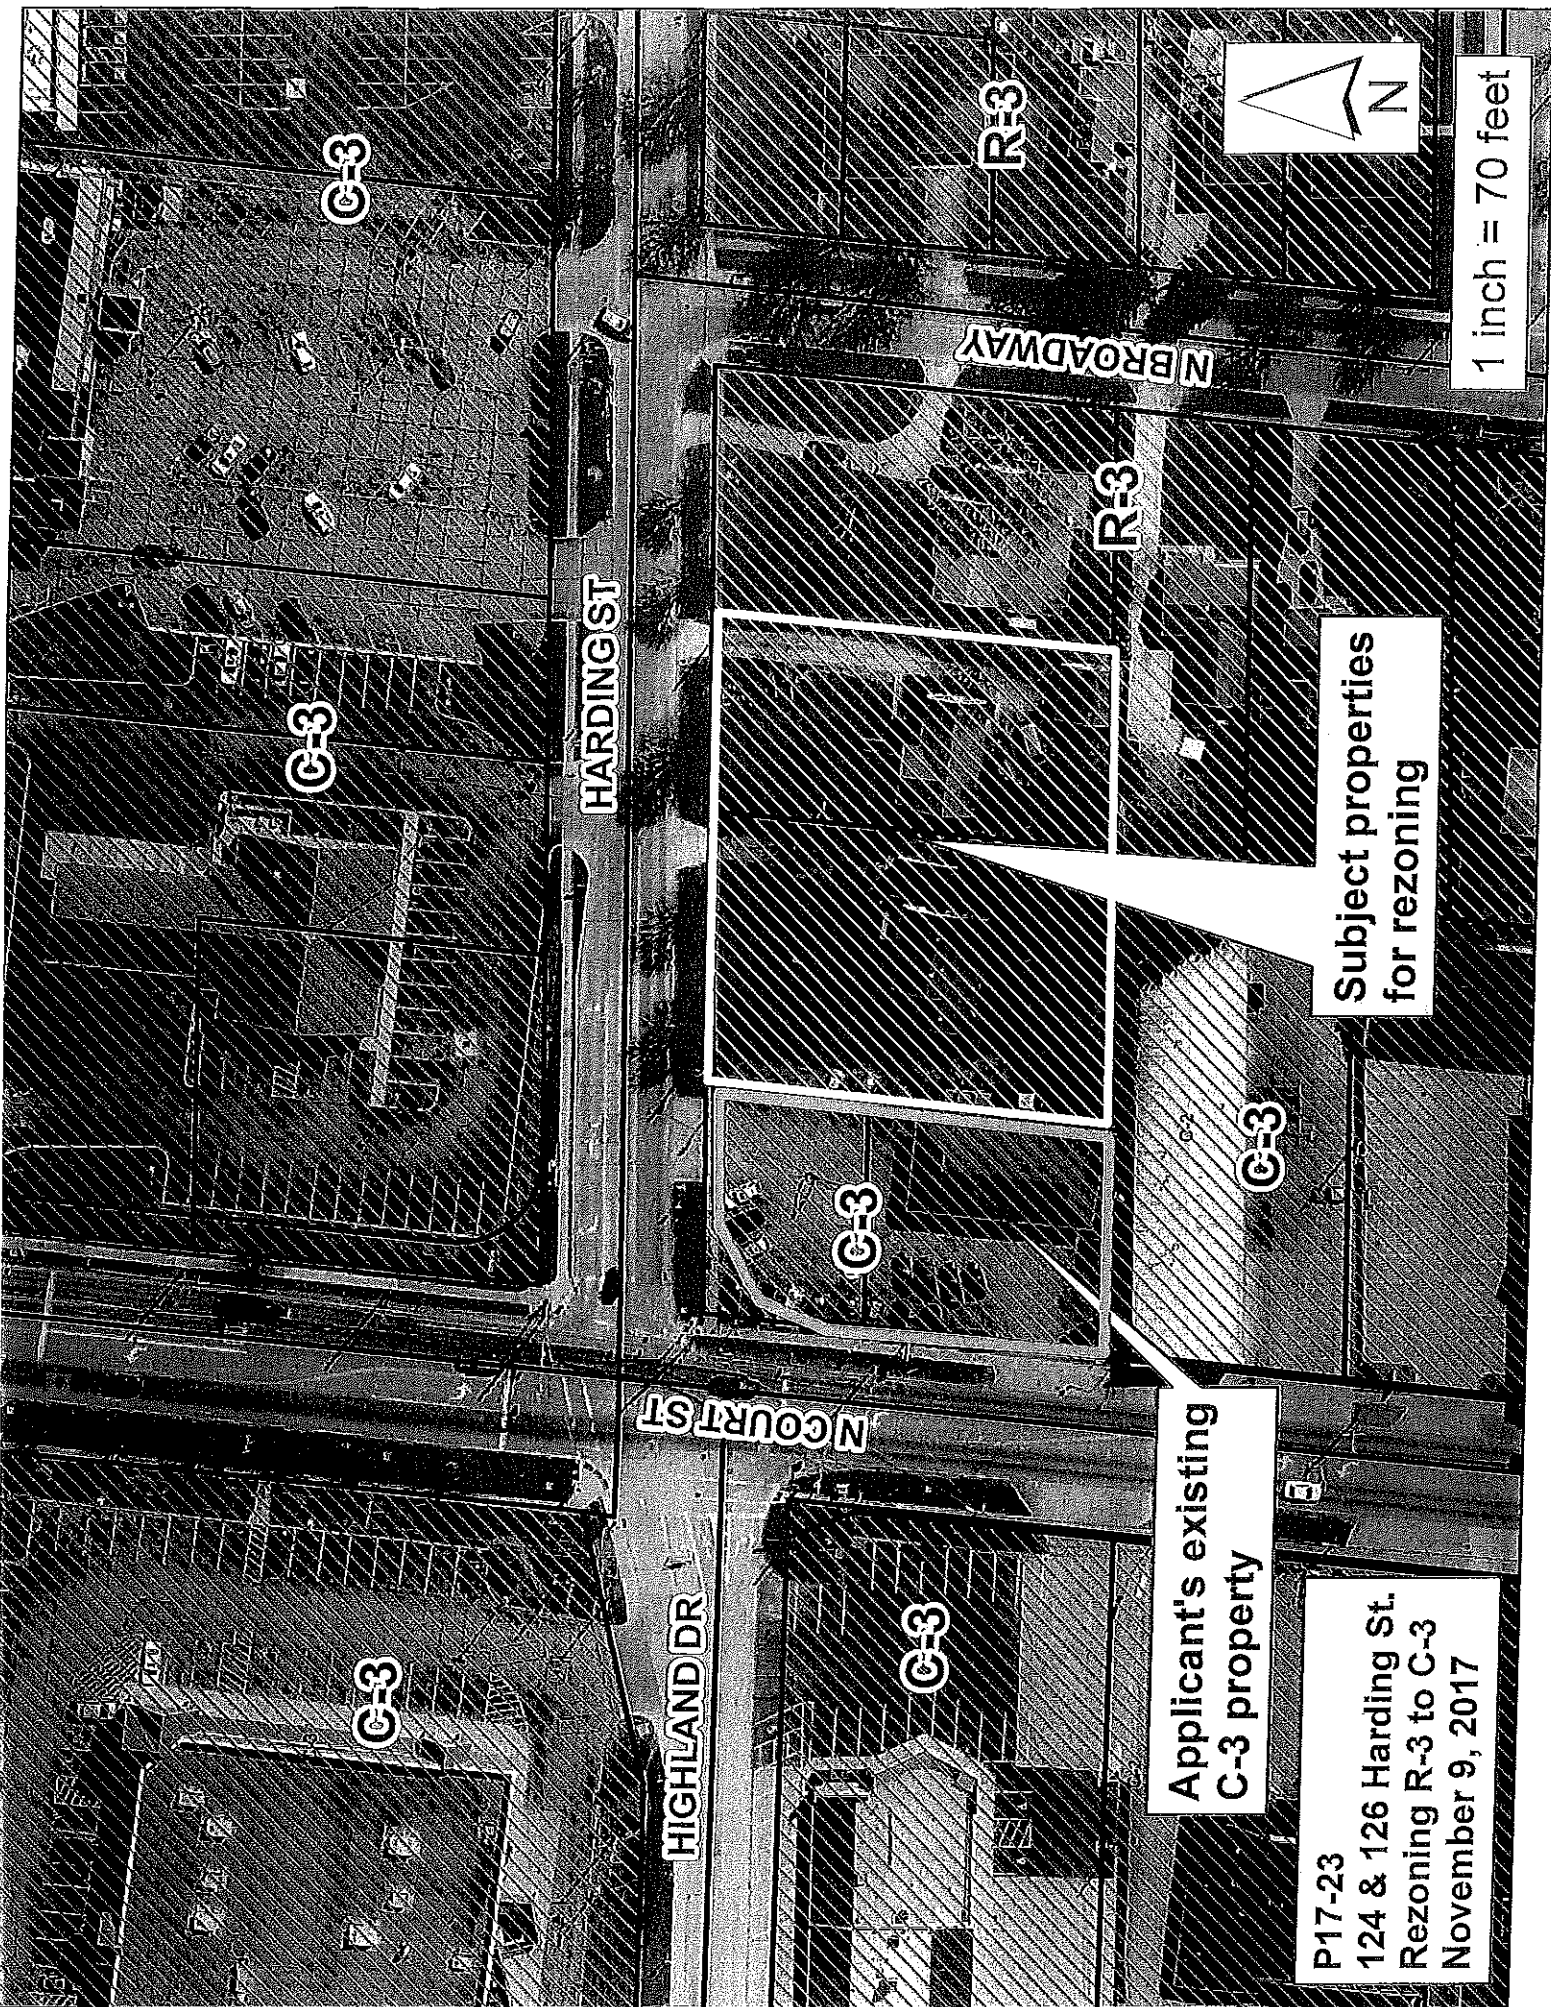 C-3
C-3
C-3
HARDING ST
R-3
N BROADWAY
R-3
HIGHLAND DR
N COURT ST
C-3
C-3
C-3
Applicant's existing
C-3 property
Subject properties
for rezoning
P17-23
124 & 126 Harding St.
Rezoning R-3 to C-3
November 9, 2017
N
1 inch = 70 feet